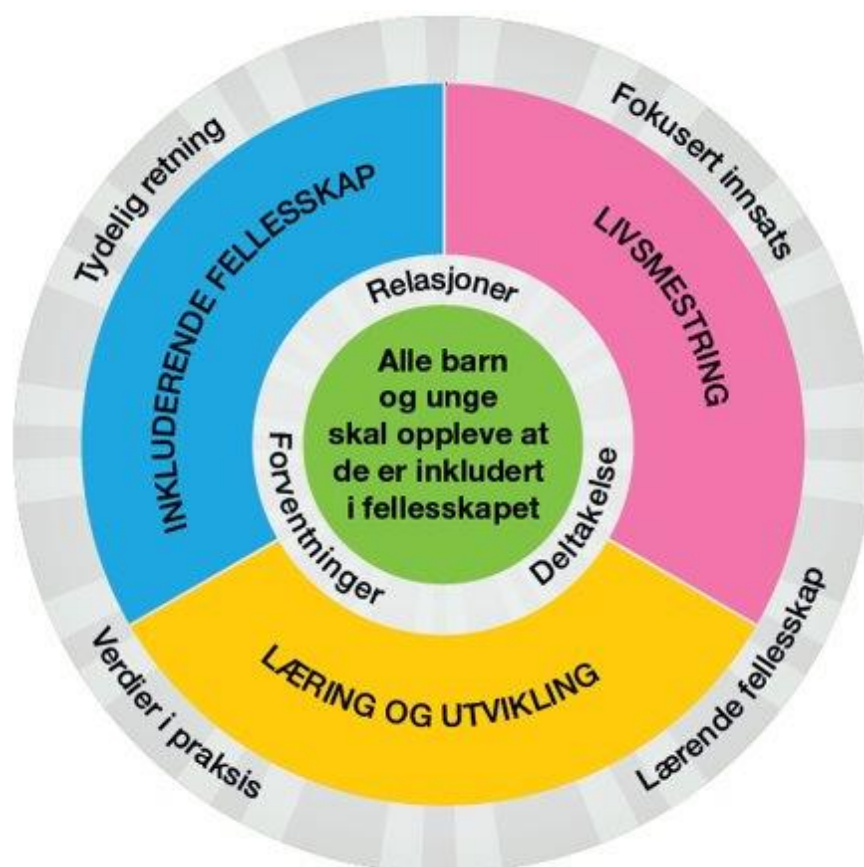 Tydelig retning
Fokusert innsats
INKLUDERENDE FELLESSKAP
LIVSMESTRING
Relasjoner
Alle barn
og unge
skal oppleve at
de er inkludert
i fellesskapet
Forventninger
Deltakelse
LÆRING OG UTVIKLING
Verdier i praksis
Lærende fellesskap